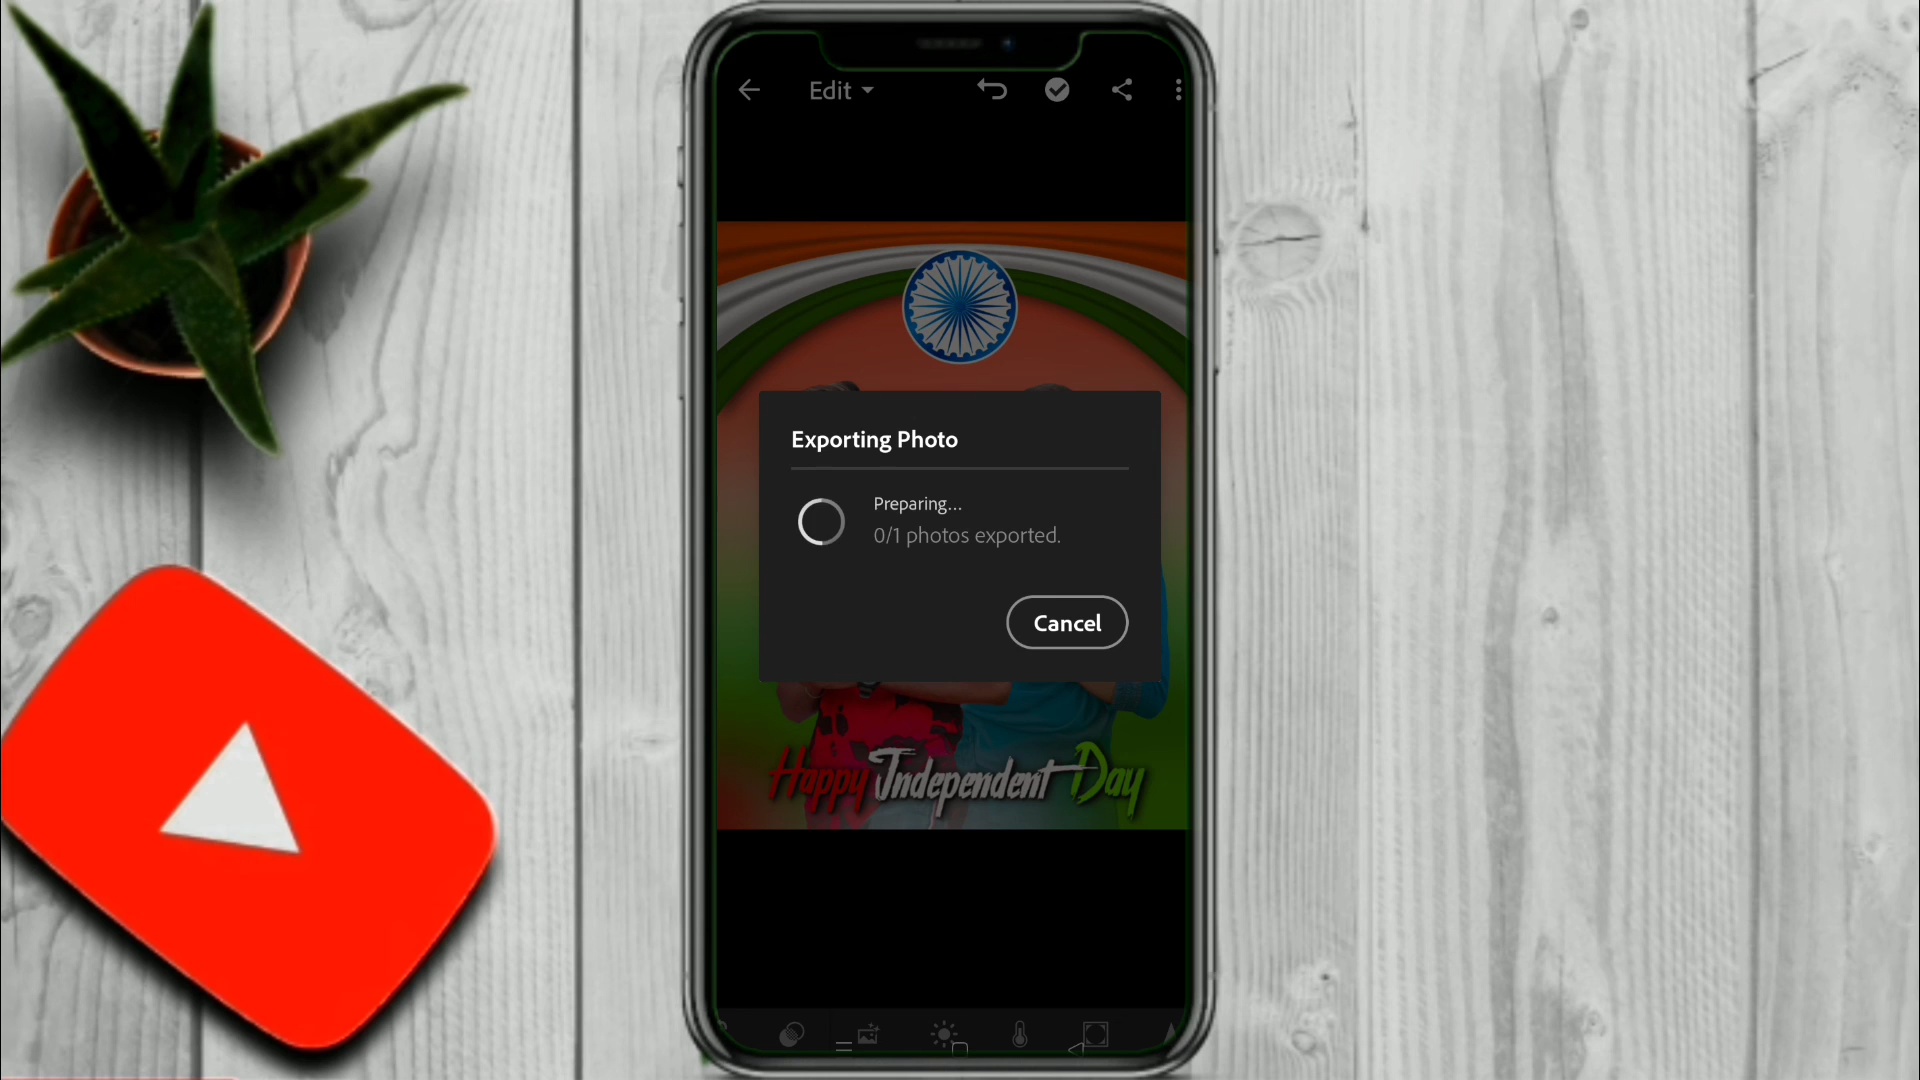 Edit
Exporting Photo
Preparing...
0/1 photos exported.
Cancel
Happy Independent Day